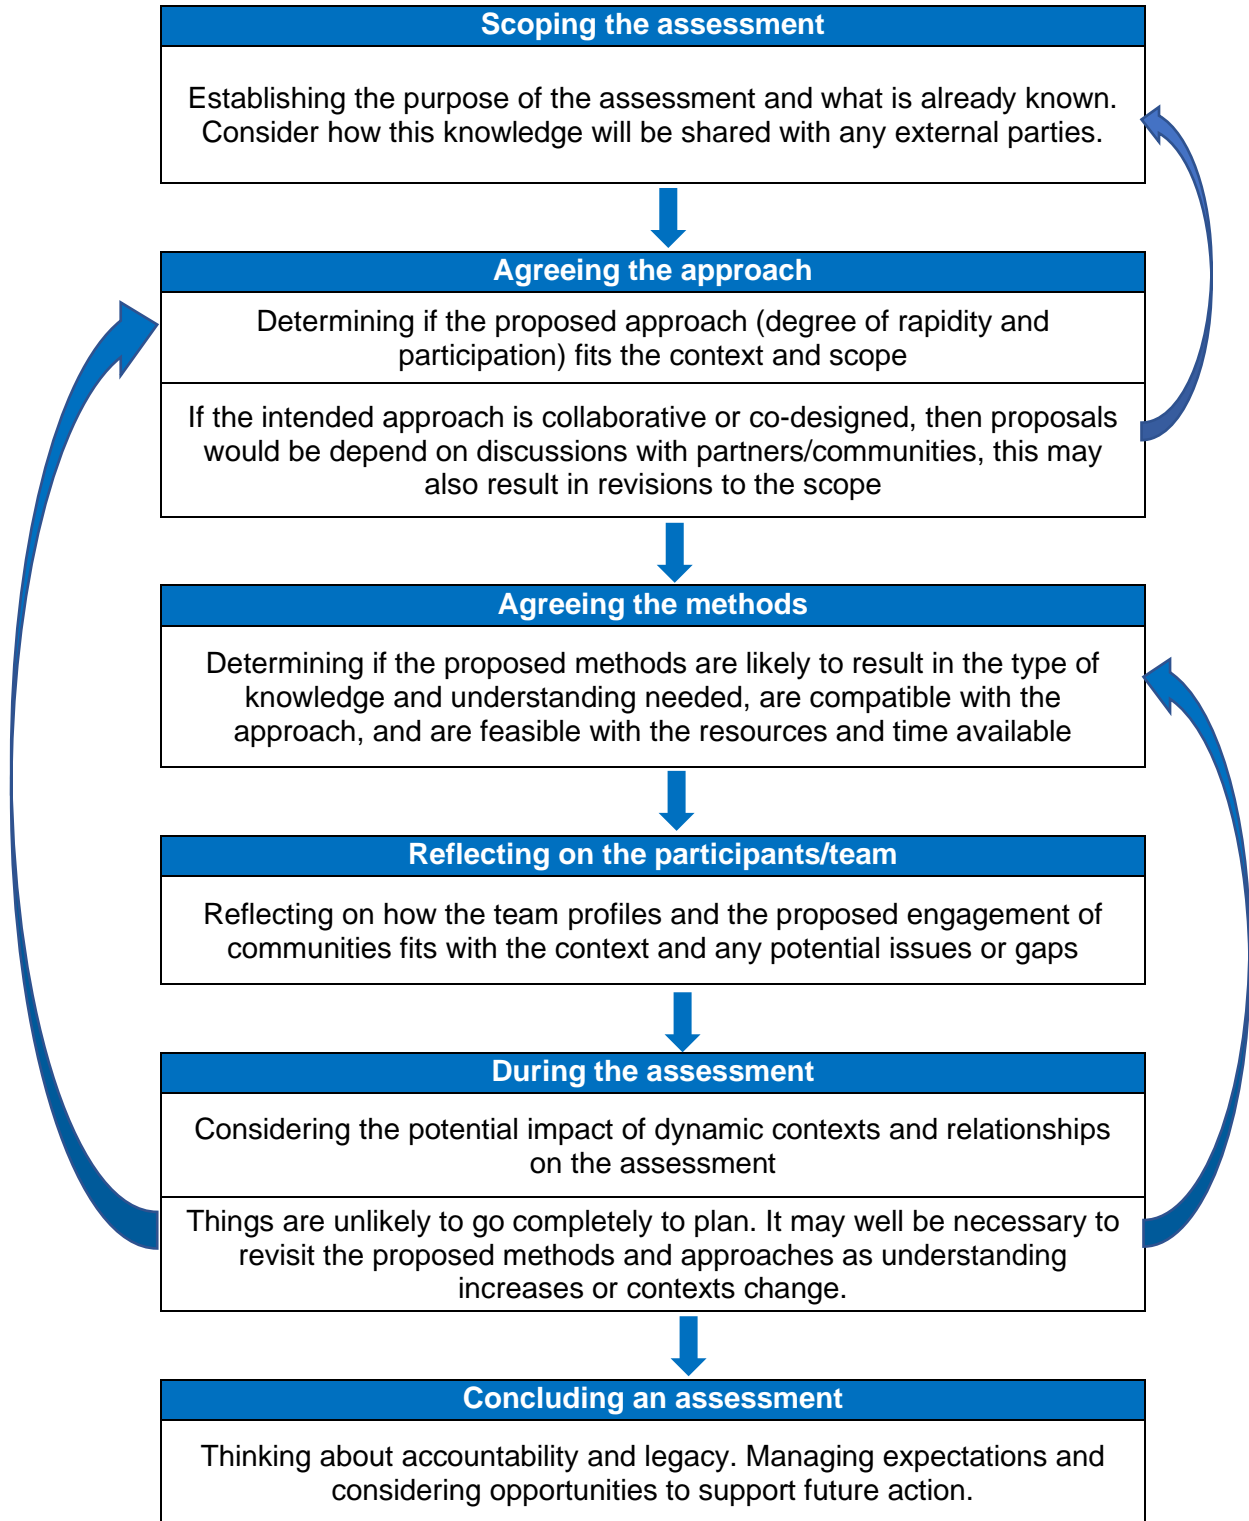 Scoping the assessment
Establishing the purpose of the assessment and what is already known.
Consider how this knowledge will be shared with any external parties.
Agreeing the approach
Determining if the proposed approach (degree of rapidity and
participation) fits the context and scope
If the intended approach is collaborative or co-designed, then proposals
would be depend on discussions with partners/communities, this may
also result in revisions to the scope
Agreeing the methods
Determining if the proposed methods are likely to result in the type of
knowledge and understanding needed, are compatible with the
approach, and are feasible with the resources and time available
Reflecting on the participants/team
Reflecting on how the team profiles and the proposed engagement of
communities fits with the context and any potential issues or gaps
During the assessment
Considering the potential impact of dynamic contexts and relationships
on the assessment
Things are unlikely to go completely to plan. It may well be necessary to
revisit the proposed methods and approaches as understanding
increases or contexts change.
Concluding an assessment
Thinking about accountability and legacy. Managing expectations and
considering opportunities to support future action.